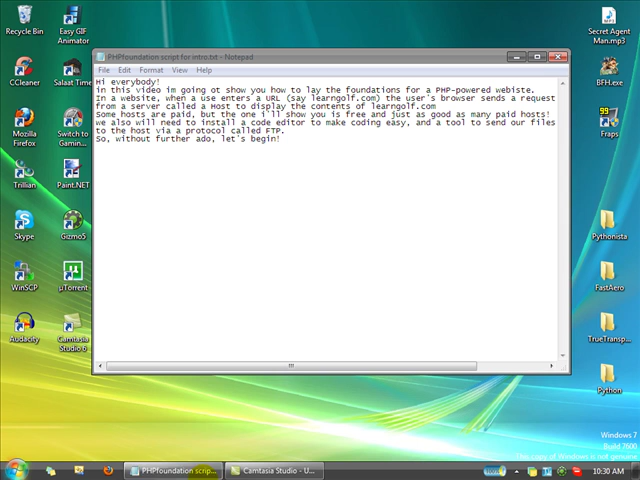 Recycle Bin
Easy GIF
Animator
Secret Agent
Man.mp3
PHPfoundation script for intro.txt - Notepad
File Edit Format View Help
Hi everybody!
in this video im going ot show you how to lay the foundations for a PHP-powered webiste.
In a website, when a use enters a URL (say learngolf.com) the user's browser sends a request
from a server called a Host to display the contents of learngolf.com
Some hosts are paid, but the one i'll show you is free and just as good as many paid hosts!
we also will need to install a code editor to make coding easy, and a tool to send our files
to the host via a protocol called FTP.
So, without further ado, let's begin!
CCleaner
Salaat Time
BFH.exe
Mozilla
Firefox
Switch to
Gamin...
99
Fraps
Trillian
Paint.NET
Skype
Gizmo5
Pythonista
WinSCP
µTorrent
FastAero
Audacity
Camtasia
Studio 6
TrueTransp...
Python
Windows 7
Build 7600
This copy of Windows is not genuine
PHPfoundation scrip...
Camtasia Studio - U...
10:30 AM